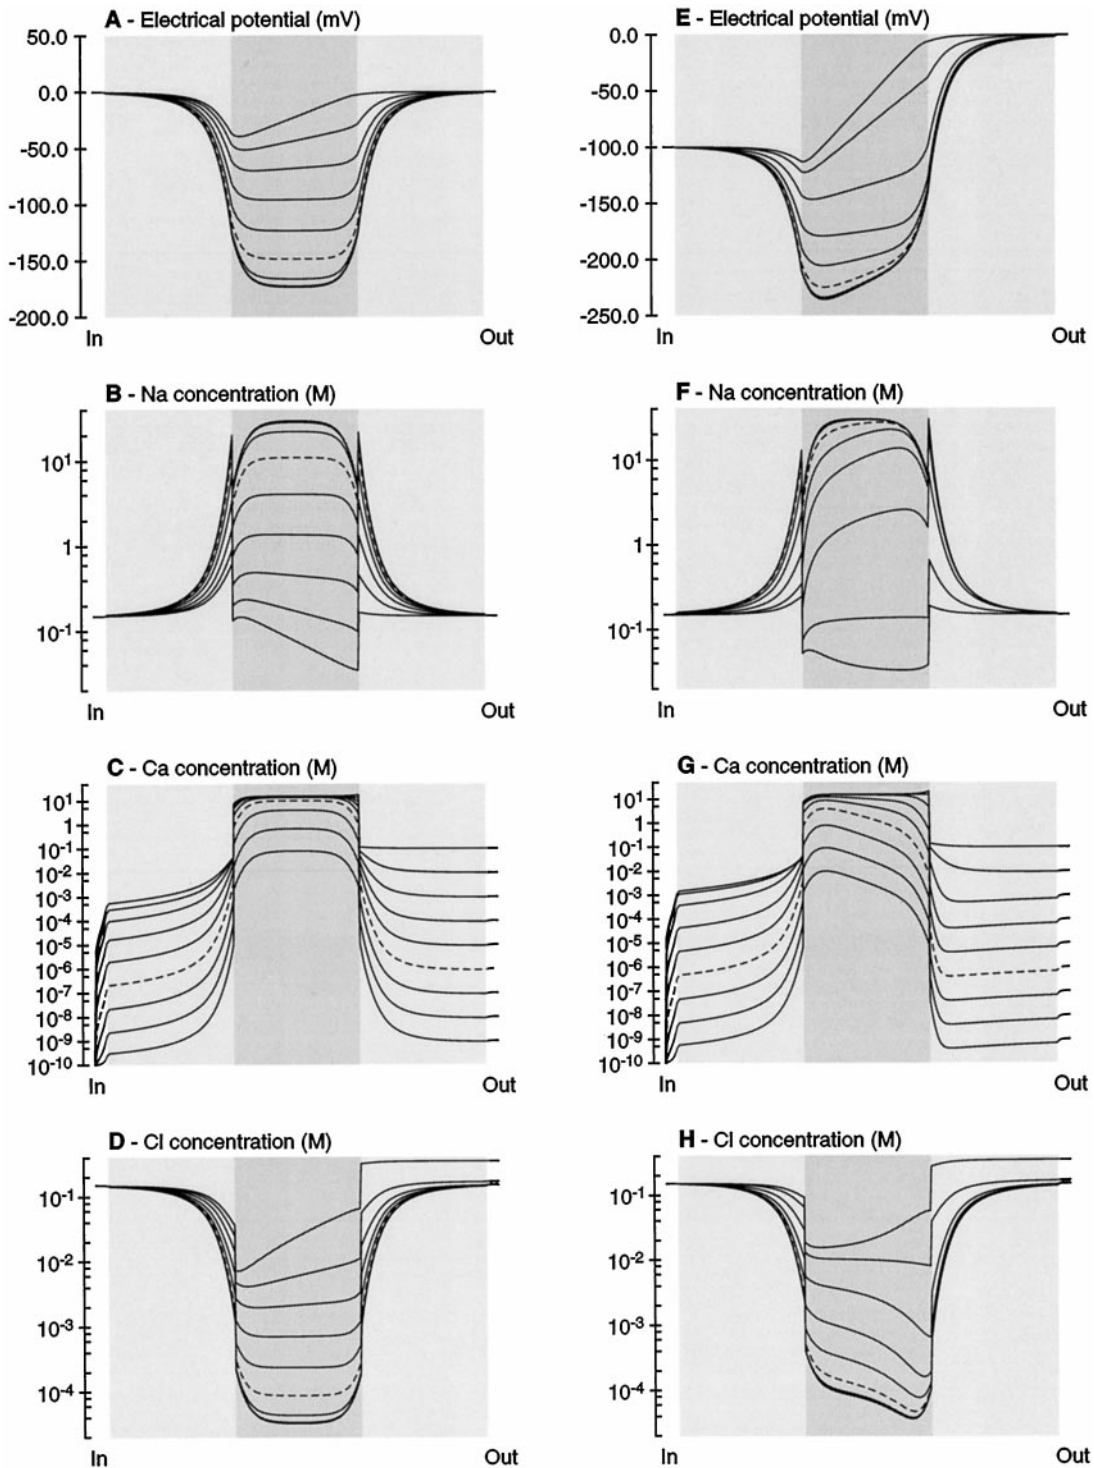 A - Electrical potential (mV)
50.0
0.0
-50.0
-100.0
-150.0
-200.0
In
Out
B - Na concentration (M)
10¹
1
10⁻¹
In
Out
C - Ca concentration (M)
10¹
1
10⁻¹
10⁻²
10⁻³
10⁻⁴
10⁻⁵
10⁻⁶
10⁻⁷
10⁻⁸
10⁻⁹
10⁻¹⁰
In
Out
D - Cl concentration (M)
10⁻¹
10⁻²
10⁻³
10⁻⁴
In
Out
E - Electrical potential (mV)
0.0
-50.0
-100.0
-150.0
-200.0
-250.0
In
Out
F - Na concentration (M)
10¹
1
10⁻¹
In
Out
G - Ca concentration (M)
10¹
1
10⁻¹
10⁻²
10⁻³
10⁻⁴
10⁻⁵
10⁻⁶
10⁻⁷
10⁻⁸
10⁻⁹
10⁻¹⁰
In
Out
H - Cl concentration (M)
10⁻¹
10⁻²
10⁻³
10⁻⁴
In
Out